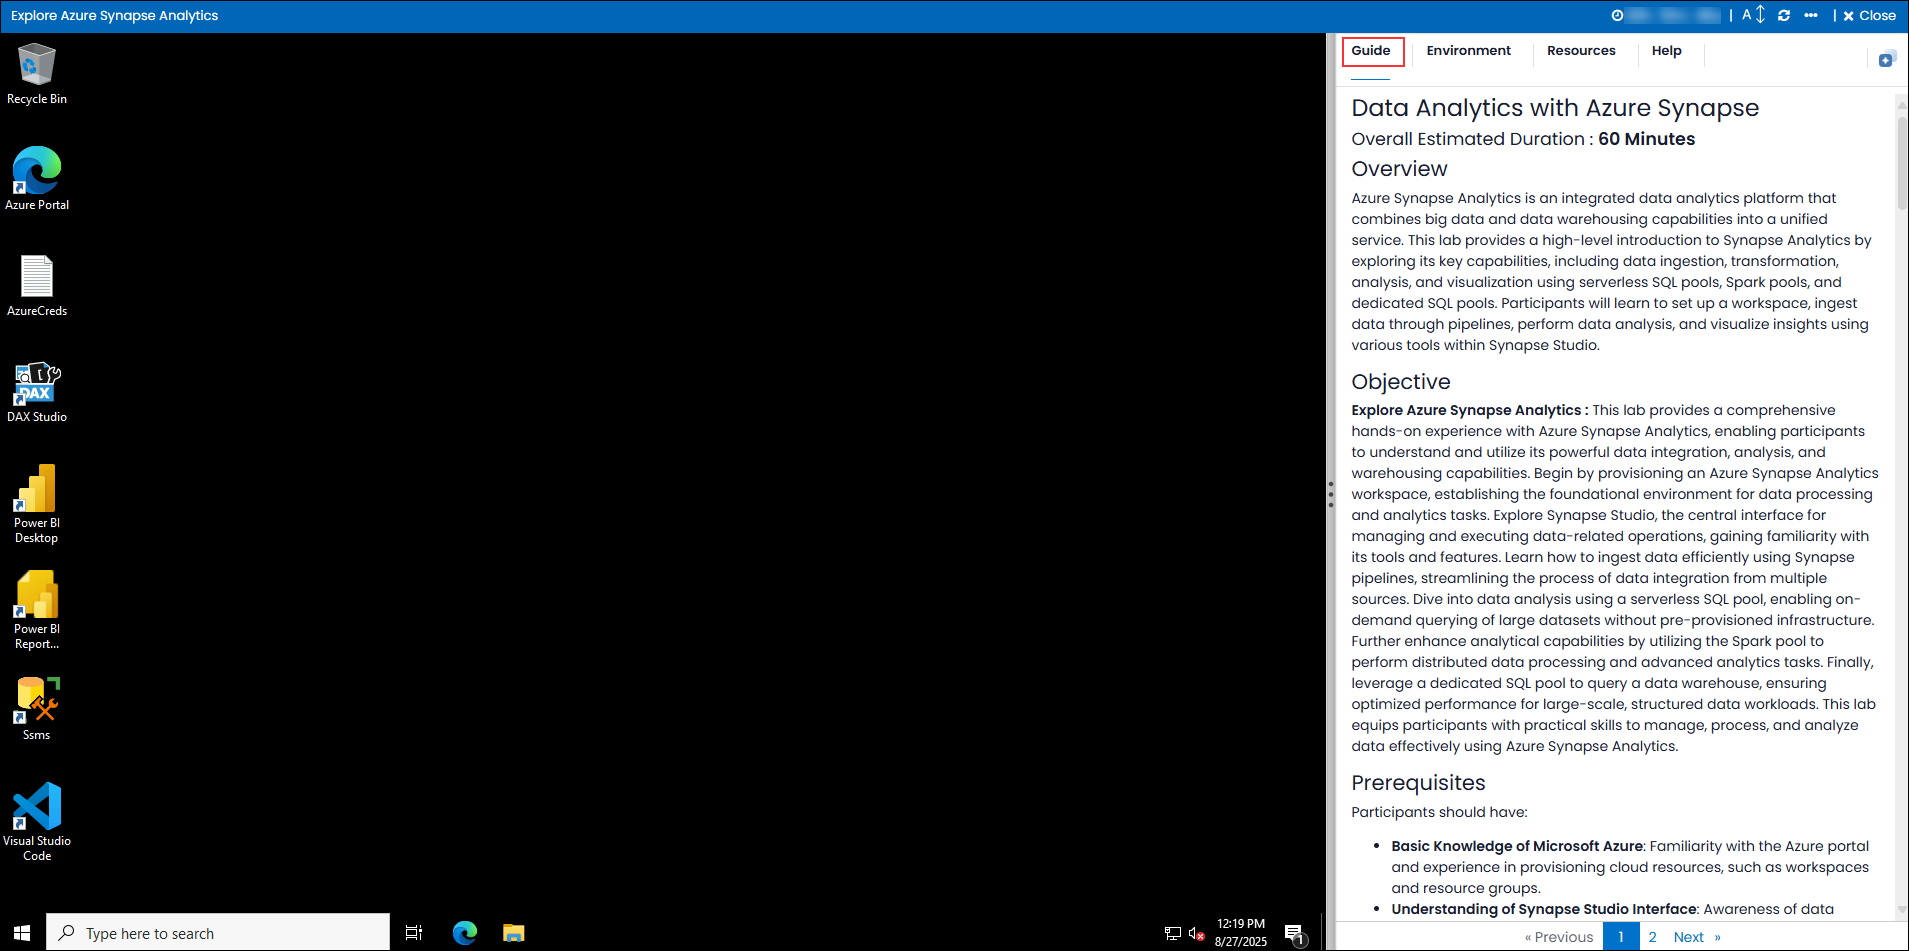 Explore Azure Synapse Analytics
| A | Close
Recycle Bin
Azure Portal
AzureCreds
DAX
DAX Studio
Power BI
Desktop
Power BI
Report...
Ssms
Visual Studio
Code
Type here to search
12:19 PM
8/27/2025
1
Guide Environment Resources Help
Data Analytics with Azure Synapse
Overall Estimated Duration : 60 Minutes
Overview
Azure Synapse Analytics is an integrated data analytics platform that
combines big data and data warehousing capabilities into a unified
service. This lab provides a high-level introduction to Synapse Analytics by
exploring its key capabilities, including data ingestion, transformation,
analysis, and visualization using serverless SQL pools, Spark pools, and
dedicated SQL pools. Participants will learn to set up a workspace, ingest
data through pipelines, perform data analysis, and visualize insights using
various tools within Synapse Studio.
Objective
Explore Azure Synapse Analytics : This lab provides a comprehensive
hands-on experience with Azure Synapse Analytics, enabling participants
to understand and utilize its powerful data integration, analysis, and
warehousing capabilities. Begin by provisioning an Azure Synapse Analytics
workspace, establishing the foundational environment for data processing
and analytics tasks. Explore Synapse Studio, the central interface for
managing and executing data-related operations, gaining familiarity with
its tools and features. Learn how to ingest data efficiently using Synapse
pipelines, streamlining the process of data integration from multiple
sources. Dive into data analysis using a serverless SQL pool, enabling on-
demand querying of large datasets without pre-provisioned infrastructure.
Further enhance analytical capabilities by utilizing the Spark pool to
perform distributed data processing and advanced analytics tasks. Finally,
leverage a dedicated SQL pool to query a data warehouse, ensuring
optimized performance for large-scale, structured data workloads. This lab
equips participants with practical skills to manage, process, and analyze
data effectively using Azure Synapse Analytics.
Prerequisites
Participants should have:
• Basic Knowledge of Microsoft Azure: Familiarity with the Azure portal
and experience in provisioning cloud resources, such as workspaces
and resource groups.
• Understanding of Synapse Studio Interface: Awareness of data
« Previous 1 2 Next »